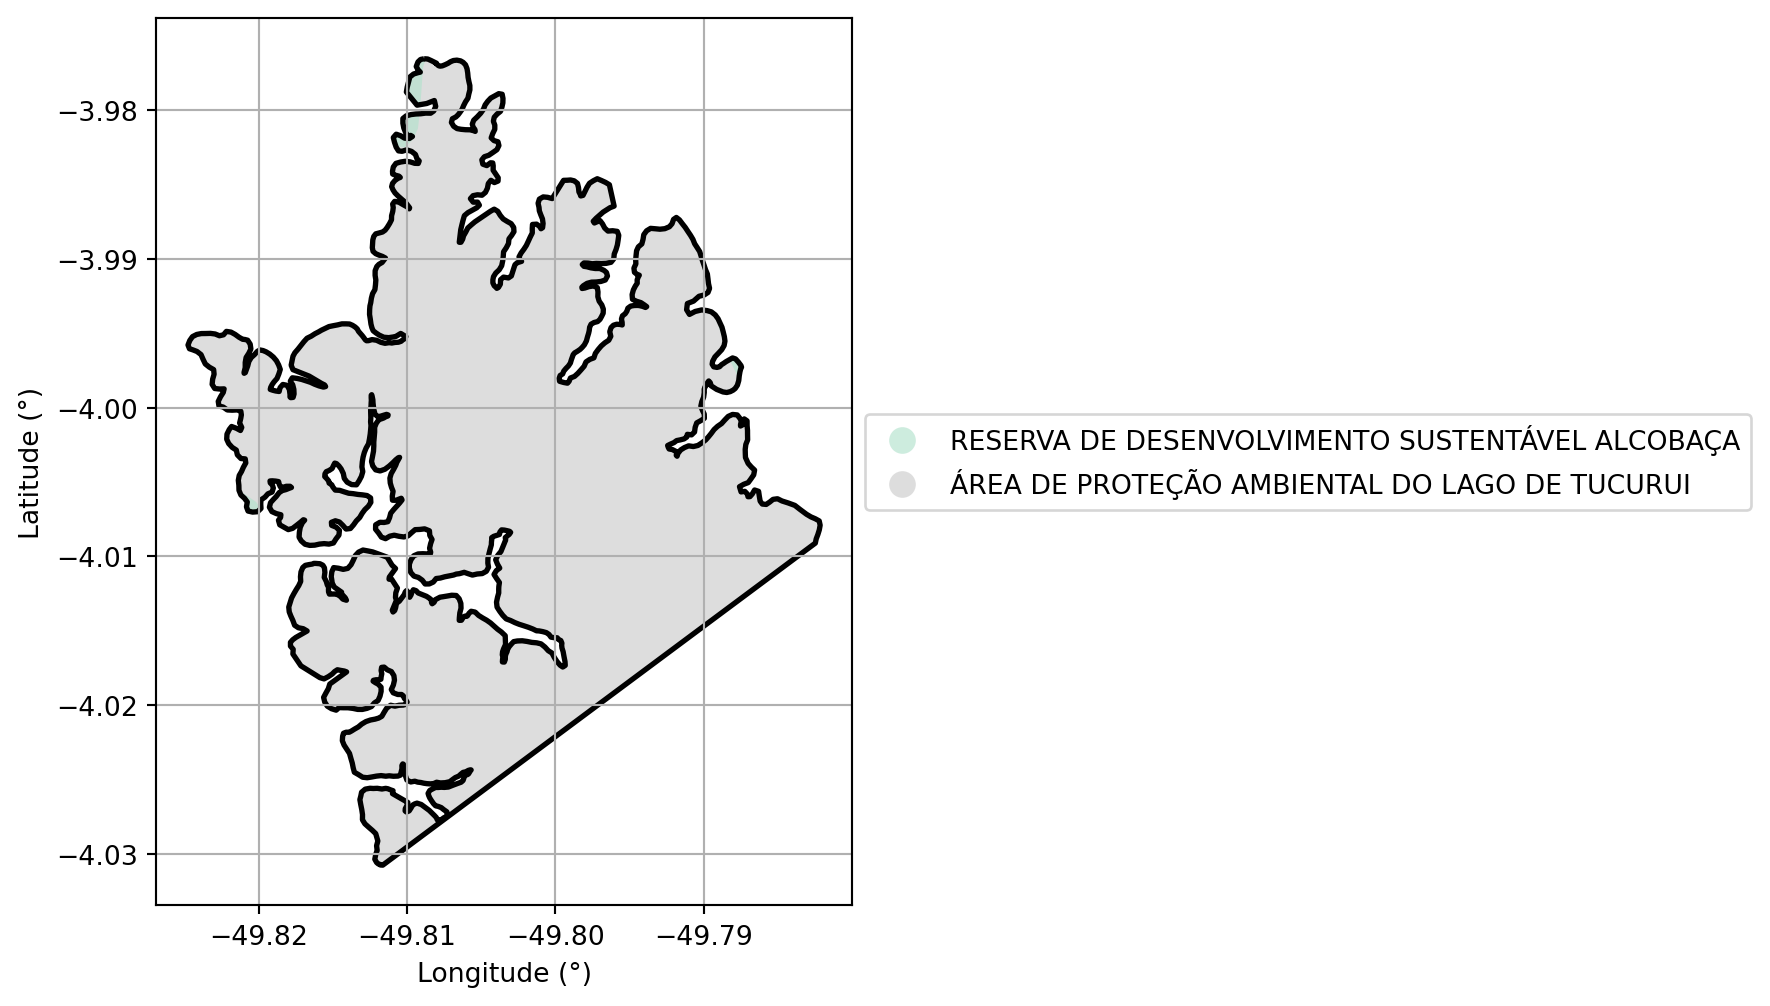 −3.98
−3.99
−4.00
−4.01
−4.02
−4.03
Latitude (°)
−49.82
−49.81
−49.80
−49.79
Longitude (°)
RESERVA DE DESENVOLVIMENTO SUSTENTÁVEL ALCOBAÇA
ÁREA DE PROTEÇÃO AMBIENTAL DO LAGO DE TUCURUI